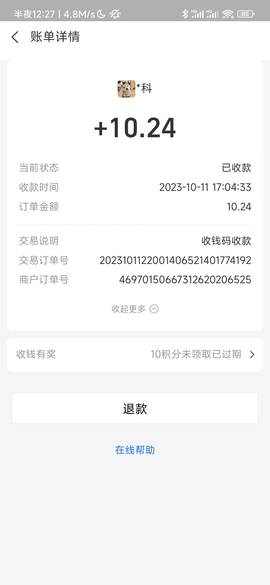 半夜12:27 | 4.8M/s
85
账单详情
*科
+10.24
当前状态 已收款
收款时间 2023-10-11 17:04:33
订单金额 10.24
交易说明 收钱码收款
交易订单号 2023101122001406521401774192
商户订单号 46970150667312620206525
收起更多
收钱有奖 10积分未领取已过期
退款
在线帮助